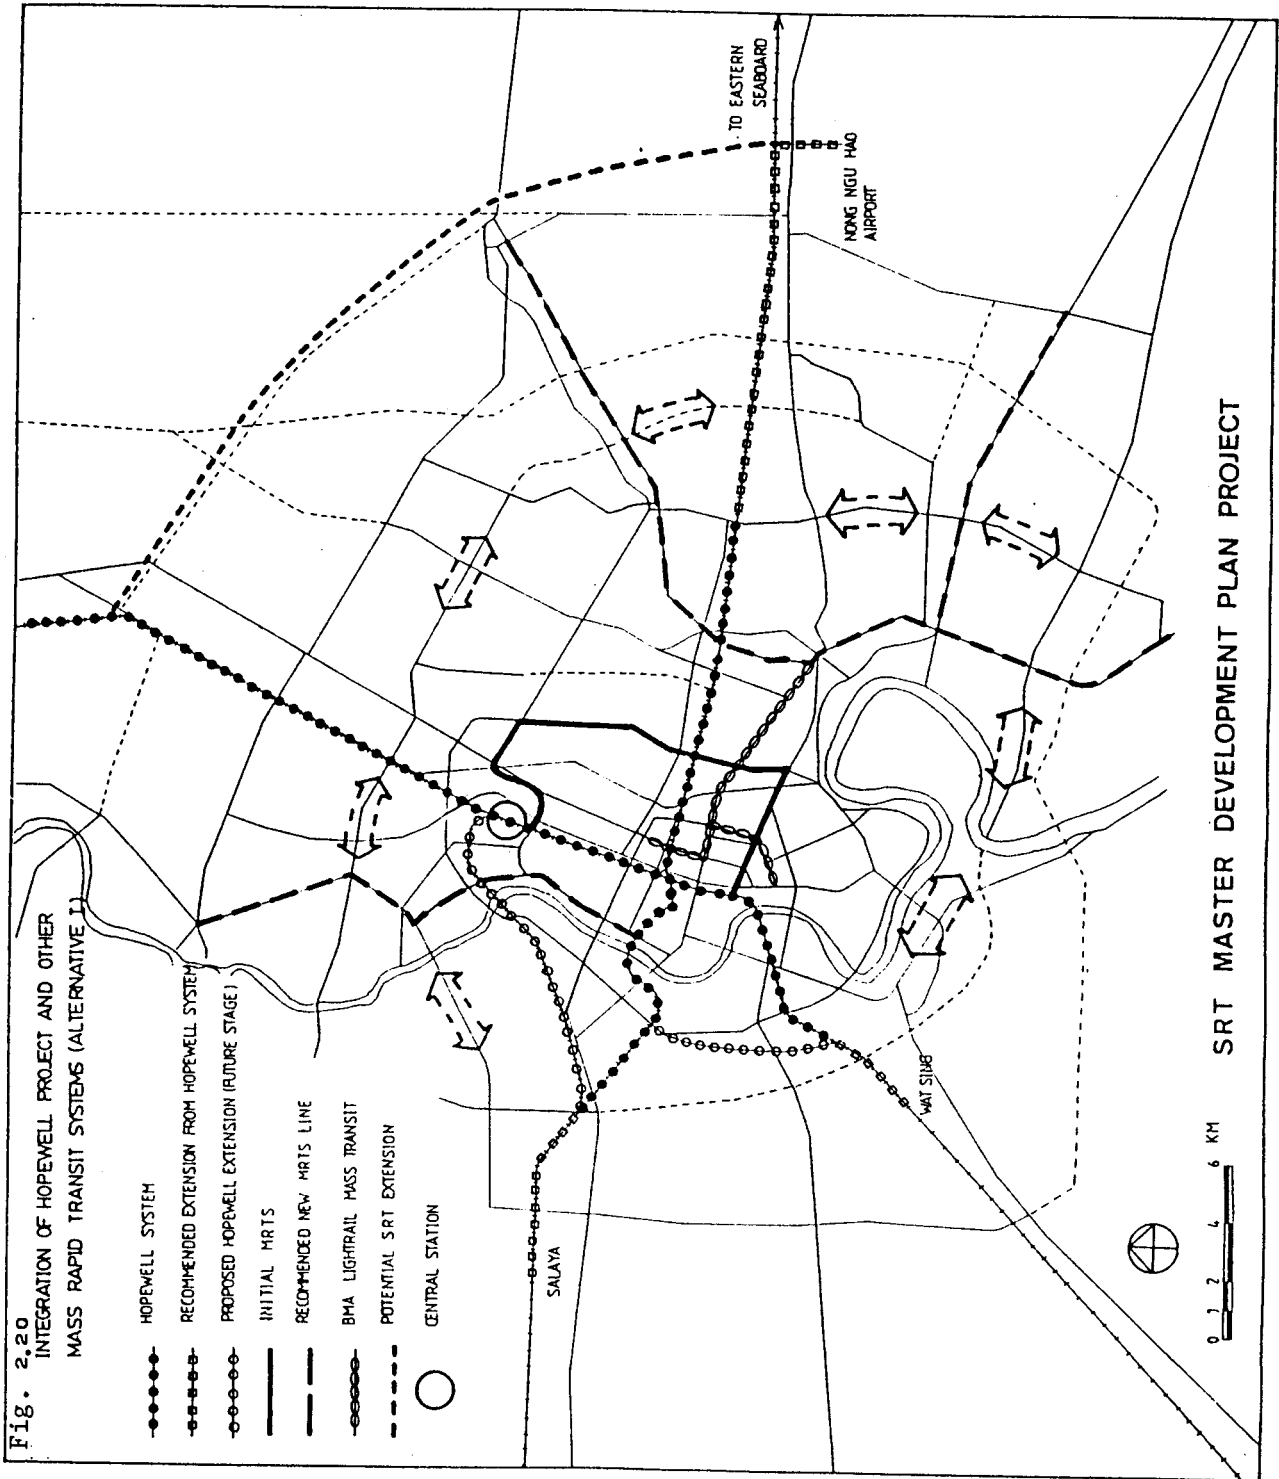 Fig. 2.20
INTEGRATION OF HOPEWELL PROJECT AND OTHER
MASS RAPID TRANSIT SYSTEMS (ALTERNATIVE I)
HOPEWELL SYSTEM
RECOMMENDED EXTENSION FROM HOPEWELL SYSTEM
PROPOSED HOPEWELL EXTENSION (FUTURE STAGE)
INITIAL MRTS
RECOMMENDED NEW MRTS LINE
BMA LIGHTRAIL MASS TRANSIT
POTENTIAL SRT EXTENSION
CENTRAL STATION
TO EASTERN
SEABOARD
NONG NGU HAO
AIRPORT
SALAYA
WAT SING
0 1 2 4 6 KM
SRT MASTER DEVELOPMENT PLAN PROJECT